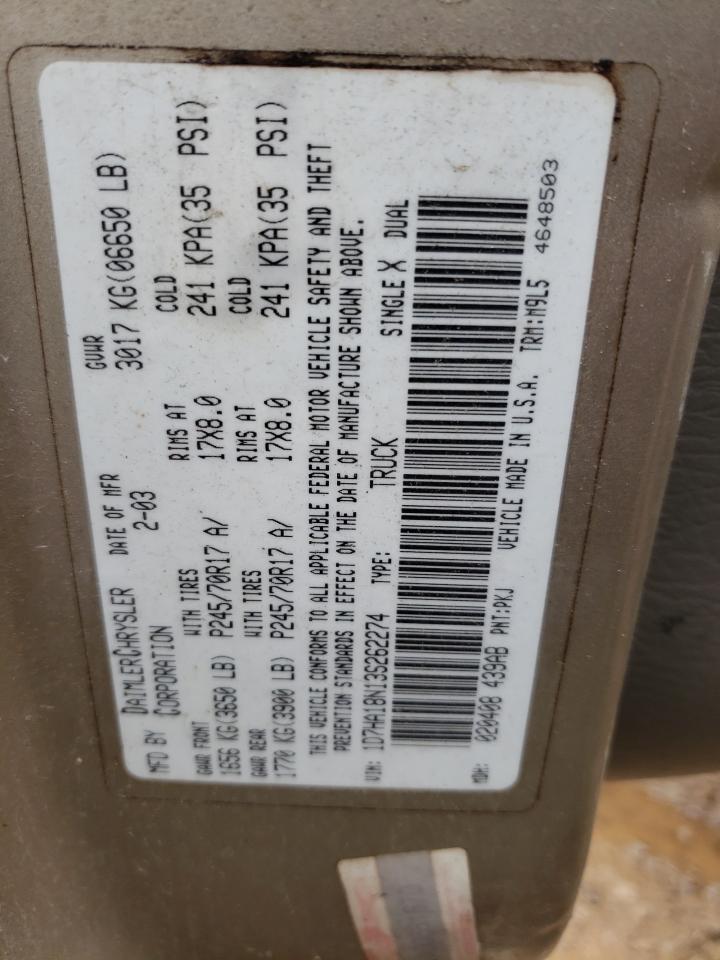 MFD BY DAIMLERCHRYSLER CORPORATION
DATE OF MFR 2-03
GVWR 3017 KG(06650 LB)
GAWR FRONT WITH TIRES RIMS AT COLD
1656 KG(3650 LB) P245/70R17 A/ 17X8.0 241 KPA(35 PSI)
GAWR REAR WITH TIRES RIMS AT COLD
1770 KG(3900 LB) P245/70R17 A/ 17X8.0 241 KPA(35 PSI)
THIS VEHICLE CONFORMS TO ALL APPLICABLE FEDERAL MOTOR VEHICLE SAFETY AND THEFT
PREVENTION STANDARDS IN EFFECT ON THE DATE OF MANUFACTURE SHOWN ABOVE.
VIN: 1D7HA18N13S262274 TYPE: TRUCK SINGLE X DUAL
MDH: 020408 439AB PNT:PKJ VEHICLE MADE IN U.S.A. TRM:M9L5
4648503